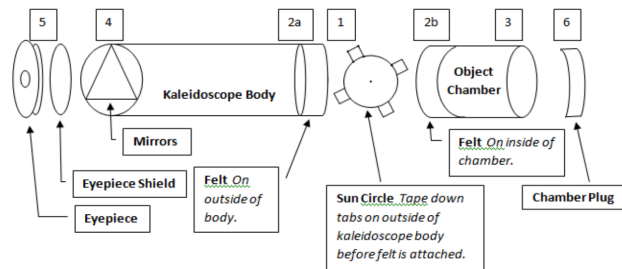 5
4
2a
1
2b
3
6
Kaleidoscope Body
Object
Chamber
Mirrors
Eyepiece Shield
Eyepiece
Felt On
outside of
body.
Sun Circle Tape down
tabs on outside of
kaleidoscope body
before felt is attached.
Felt On inside of
chamber.
Chamber Plug